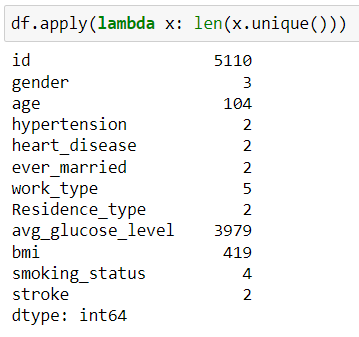 df.apply(lambda x: len(x.unique()))
id 5110
gender 3
age 104
hypertension 2
heart_disease 2
ever_married 2
work_type 5
Residence_type 2
avg_glucose_level 3979
bmi 419
smoking_status 4
stroke 2
dtype: int64